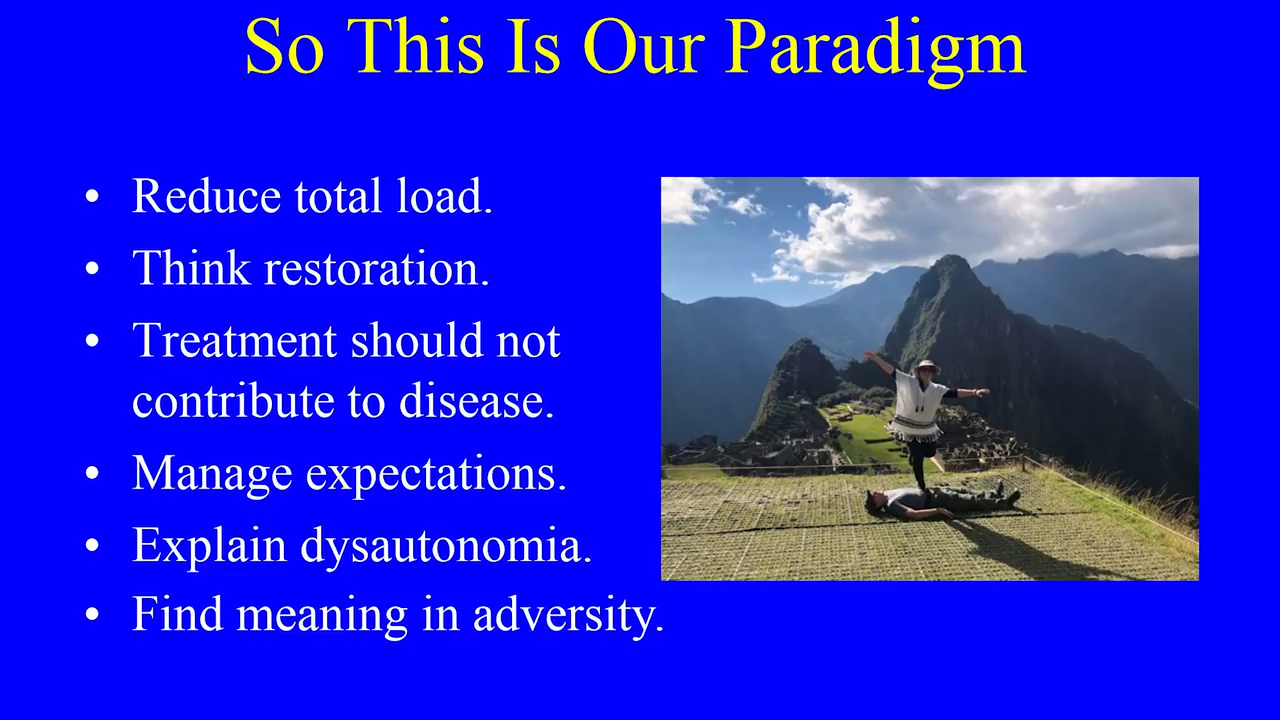 So This Is Our Paradigm
• Reduce total load.
• Think restoration.
• Treatment should not
contribute to disease.
• Manage expectations.
• Explain dysautonomia.
• Find meaning in adversity.